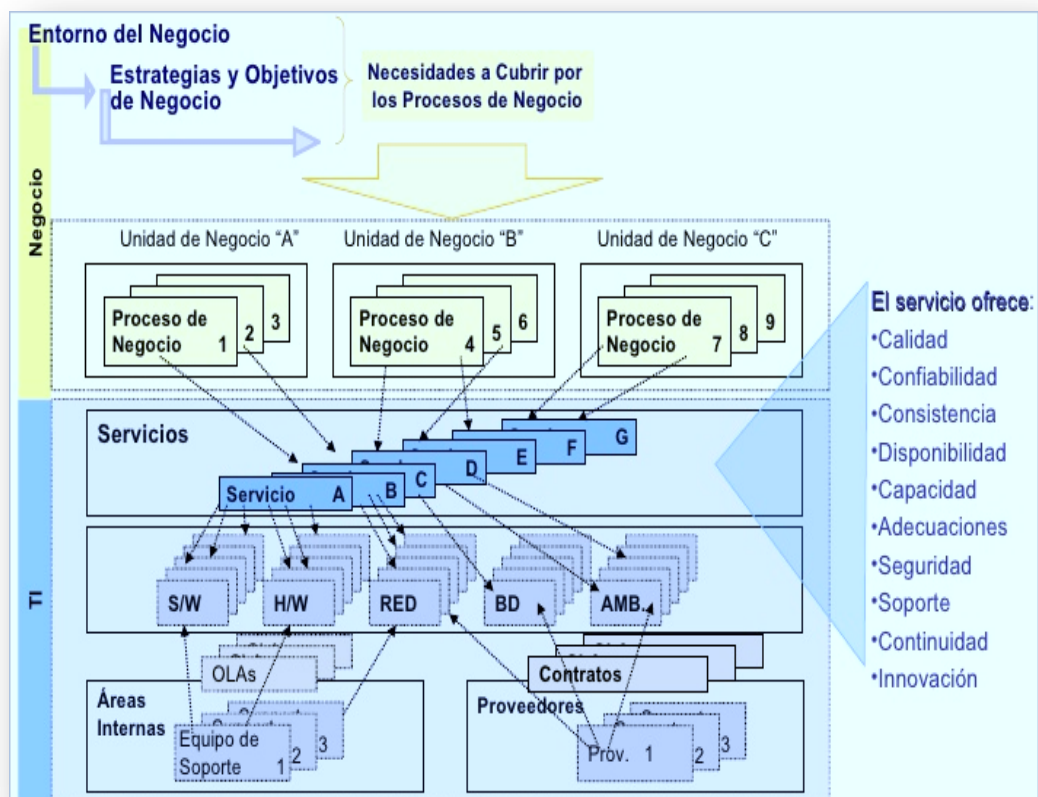 Entorno del Negocio
Estrategias y Objetivos
de Negocio
Necesidades a Cubrir por
los Procesos de Negocio
Negocio
Unidad de Negocio “A”
Unidad de Negocio “B”
Unidad de Negocio “C”
Proceso de
Negocio 1
2
3
Proceso de
Negocio 4
5
6
Proceso de
Negocio 7
8
9
El servicio ofrece:
•Calidad
•Confiabilidad
•Consistencia
•Disponibilidad
•Capacidad
•Adecuaciones
•Seguridad
•Soporte
•Continuidad
•Innovación
TI
Servicios
Servicio A
B
C
D
E
F
G
S/W
H/W
RED
BD
AMB.
OLAs
Contratos
Áreas
Internas
Equipo de
Soporte 1
2
3
Proveedores
Prov. 1
2
3